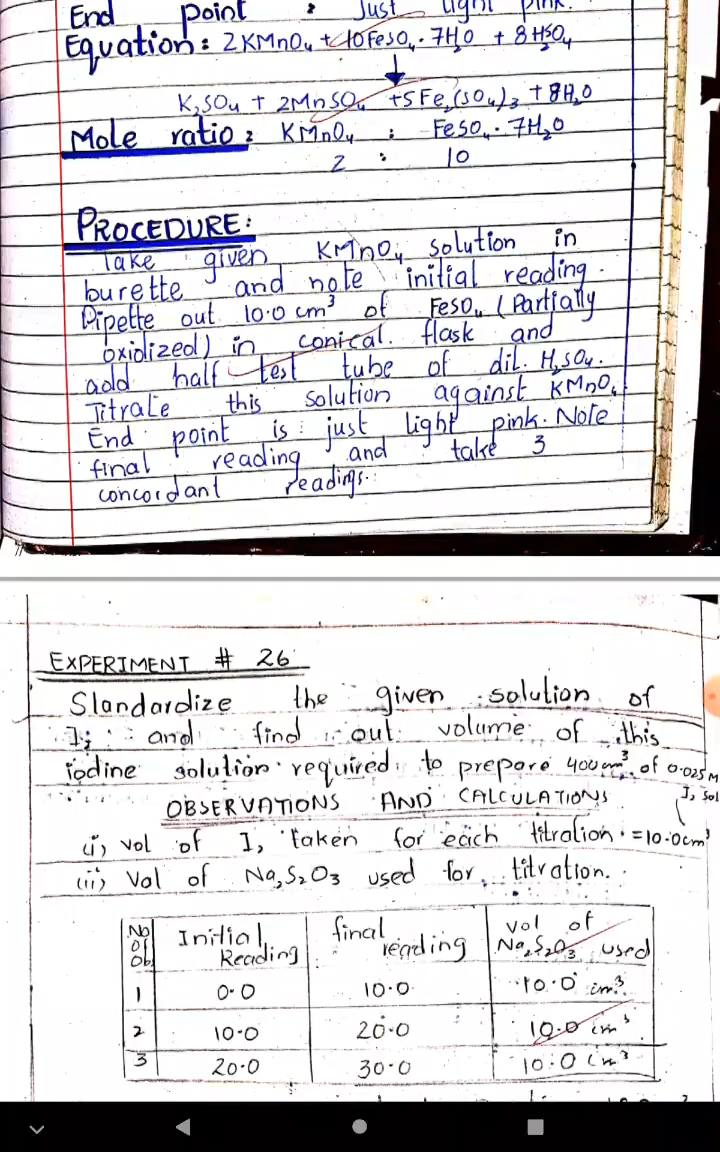 End point : Just light pink.
Equation: 2KMnO₄ + 10FeSO₄·7H₂O + 8H₂SO₄
K₂SO₄ + 2MnSO₄ + 5Fe₂(SO₄)₃ + 8H₂O
Mole ratio: KMnO₄ : FeSO₄·7H₂O
2 : 10
PROCEDURE:
Take given KMnO₄ solution in
burette and note initial reading.
Pipette out 10.0 cm³ of FeSO₄ (Partially
oxidized) in conical flask and
add half test tube of dil. H₂SO₄.
Titrate this solution against KMnO₄
End point is just light pink. Note
final reading and take 3
concordant readings.
EXPERIMENT # 26
Standardize the given solution of
I₂ and find out volume of this
iodine solution required to prepare 400cm³ of 0.025M
I₂ sol
OBSERVATIONS AND CALCULATIONS
(i) vol of I₂ taken for each titration = 10.0cm³
(ii) Vol of Na₂S₂O₃ used for titration.
No Of Ob Initial Reading final reading vol of Na₂S₂O₃ used
1 0.0 10.0 10.0 cm³
2 10.0 20.0 10.0 cm³
3 20.0 30.0 10.0 cm³